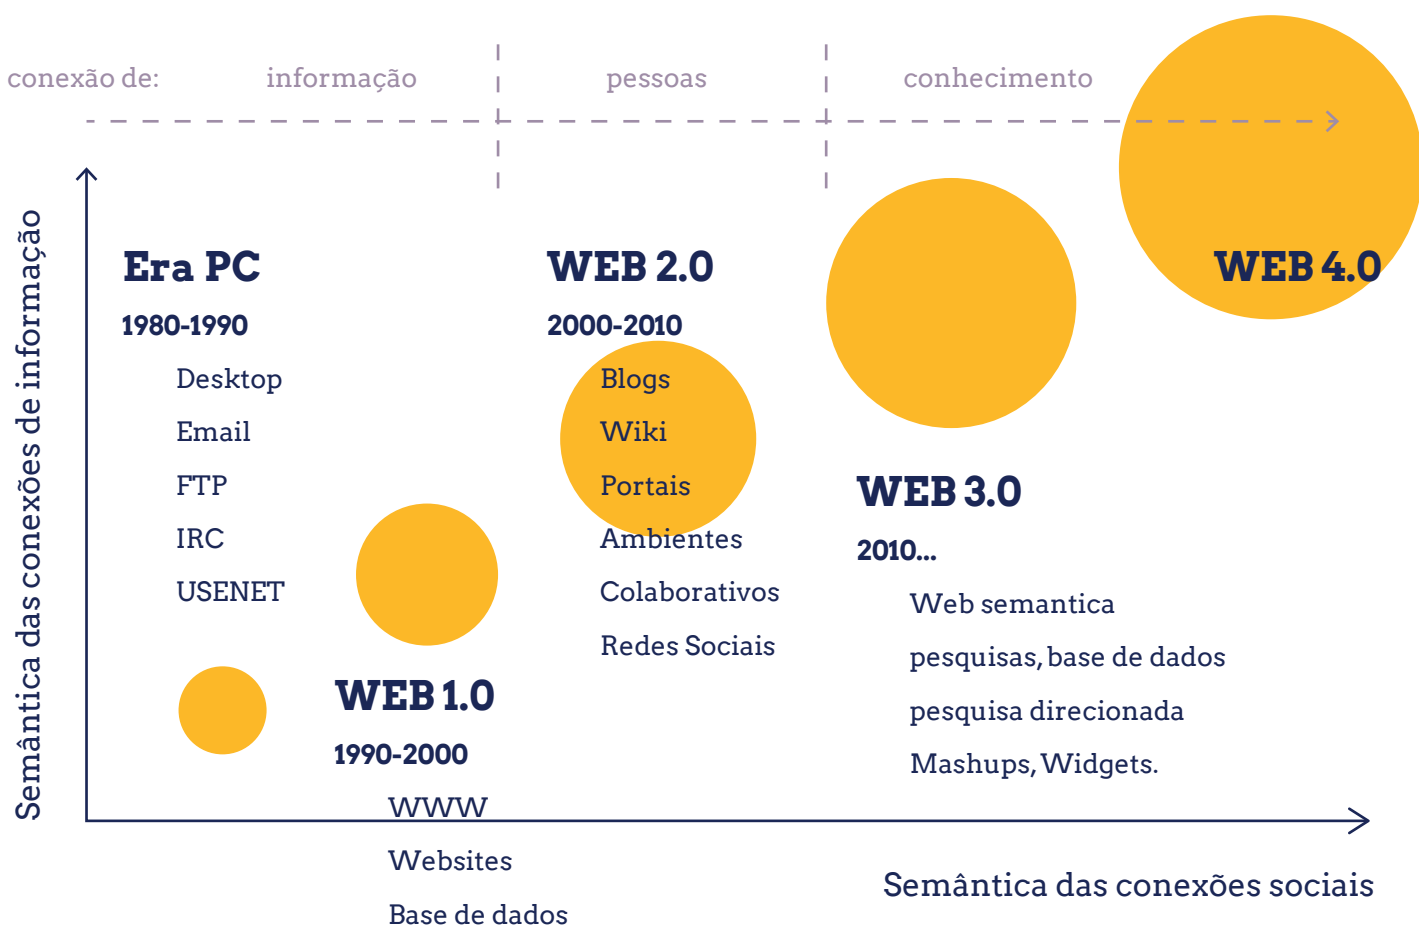 conexão de: informação pessoas conhecimento
Semântica das conexões de informação
Era PC
1980-1990
Desktop
Email
FTP
IRC
USENET
WEB 1.0
1990-2000
WWW
Websites
Base de dados
WEB 2.0
2000-2010
Blogs
Wiki
Portais
Ambientes
Colaborativos
Redes Sociais
WEB 3.0
2010...
Web semantica
pesquisas, base de dados
pesquisa direcionada
Mashups, Widgets.
WEB 4.0
Semântica das conexões sociais